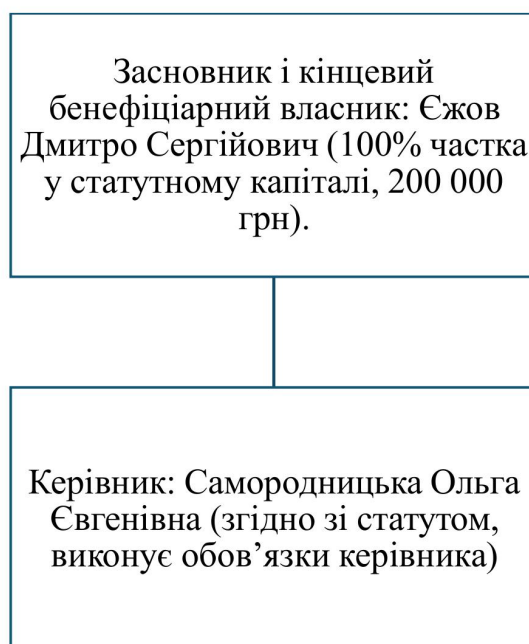 Засновник і кінцевий
бенефіціарний власник: Єжов
Дмитро Сергійович (100% частка
у статутному капіталі, 200 000
грн).
Керівник: Самородницька Ольга
Євгенівна (згідно зі статутом,
виконує обов’язки керівника)